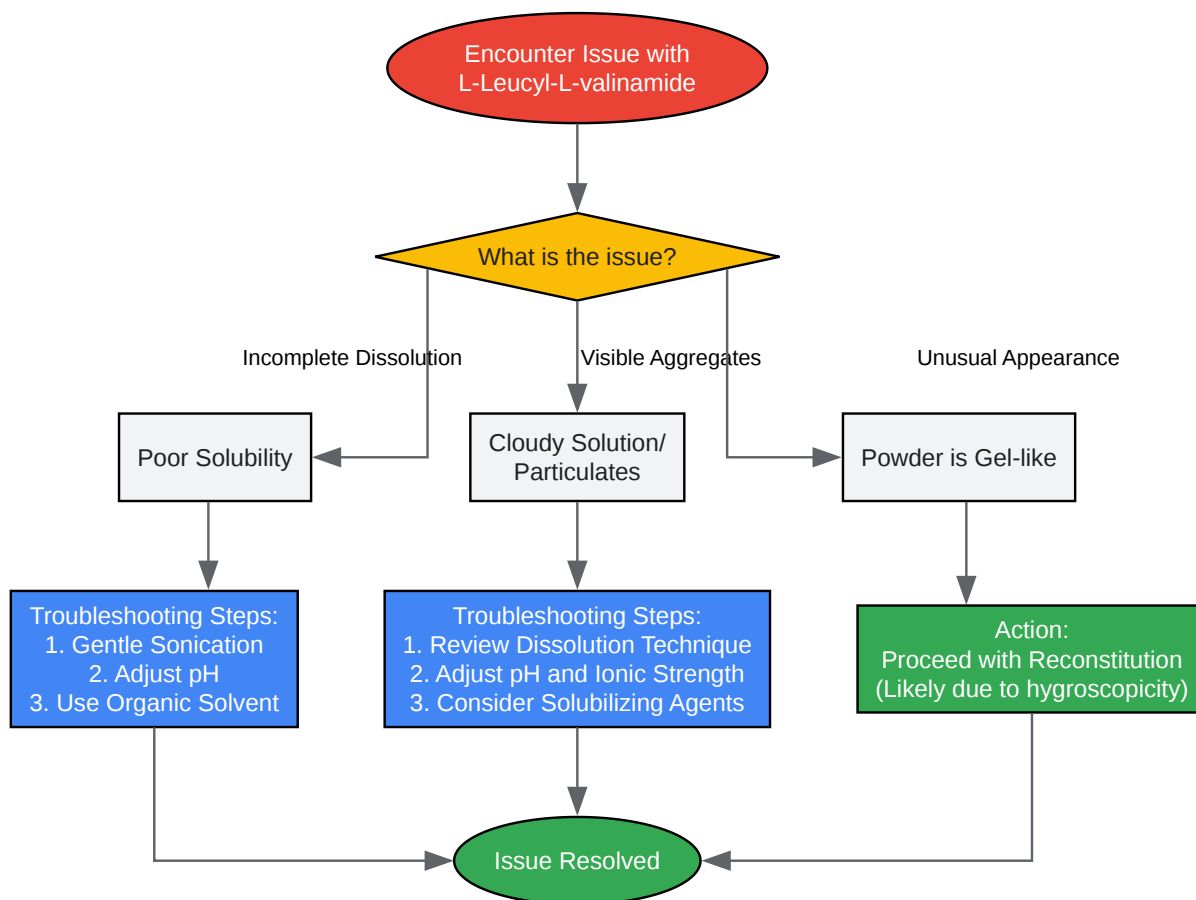 Encounter Issue with
L-Leucyl-L-valinamide
What is the issue?
Incomplete Dissolution
Visible Aggregates
Unusual Appearance
Poor Solubility
Cloudy Solution/
Particulates
Powder is Gel-like
Troubleshooting Steps:
1. Gentle Sonication
2. Adjust pH
3. Use Organic Solvent
Troubleshooting Steps:
1. Review Dissolution Technique
2. Adjust pH and Ionic Strength
3. Consider Solubilizing Agents
Action:
Proceed with Reconstitution
(Likely due to hygroscopicity)
Issue Resolved